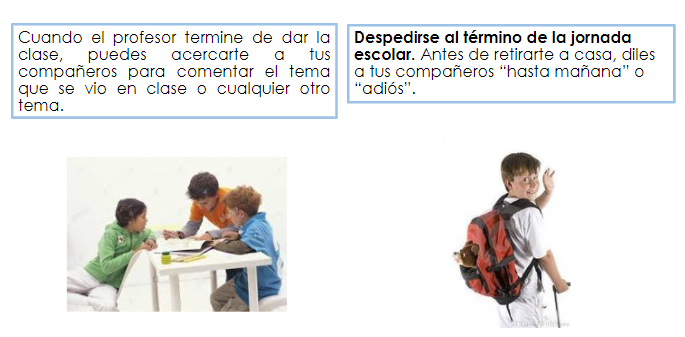 Cuando el profesor termine de dar la
clase, puedes acercarte a tus
compañeros para comentar el tema
que se vio en clase o cualquier otro
tema.
Despedirse al término de la jornada
escolar. Antes de retirarte a casa, diles
a tus compañeros “hasta mañana” o
“adiós”.